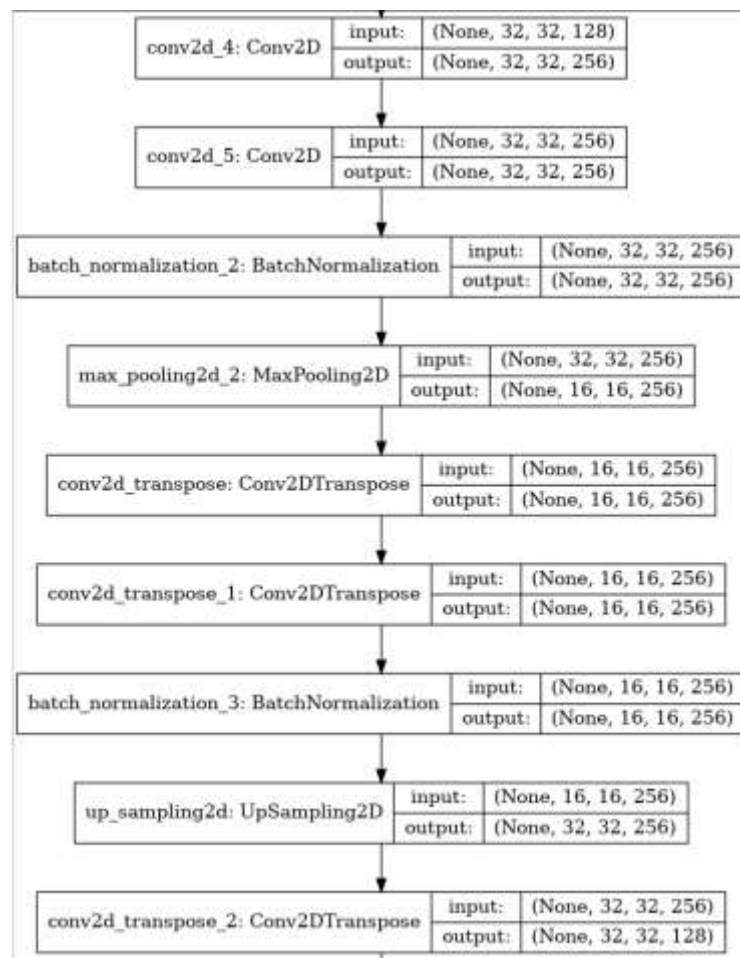 conv2d_4: Conv2D
input: (None, 32, 32, 128)
output: (None, 32, 32, 256)
conv2d_5: Conv2D
input: (None, 32, 32, 256)
output: (None, 32, 32, 256)
batch_normalization_2: BatchNormalization
input: (None, 32, 32, 256)
output: (None, 32, 32, 256)
max_pooling2d_2: MaxPooling2D
input: (None, 32, 32, 256)
output: (None, 16, 16, 256)
conv2d_transpose: Conv2DTranspose
input: (None, 16, 16, 256)
output: (None, 16, 16, 256)
conv2d_transpose_1: Conv2DTranspose
input: (None, 16, 16, 256)
output: (None, 16, 16, 256)
batch_normalization_3: BatchNormalization
input: (None, 16, 16, 256)
output: (None, 16, 16, 256)
up_sampling2d: UpSampling2D
input: (None, 16, 16, 256)
output: (None, 32, 32, 256)
conv2d_transpose_2: Conv2DTranspose
input: (None, 32, 32, 256)
output: (None, 32, 32, 128)